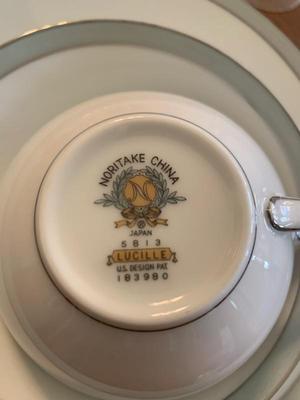 NORITAKE CHINA
N
®
JAPAN
5813
LUCILLE
U.S. DESIGN PAT.
183980